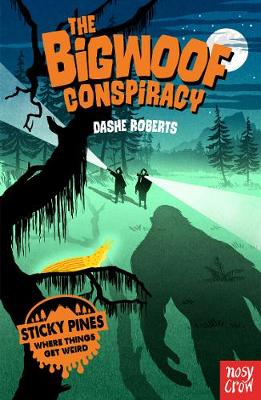 THE
BiGWOOF
CONSPIRACY
DASHE ROBERTS
STICKY PINES
WHERE THINGS
GET WEIRD
nosy
crow